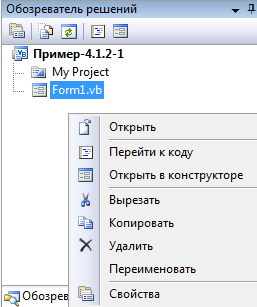 Обозреватель решений
Пример-4.1.2-1
My Project
Form1.vb
Открыть
Перейти к коду
Открыть в конструкторе
Вырезать
Копировать
Удалить
Переименовать
Обозрев
Свойства